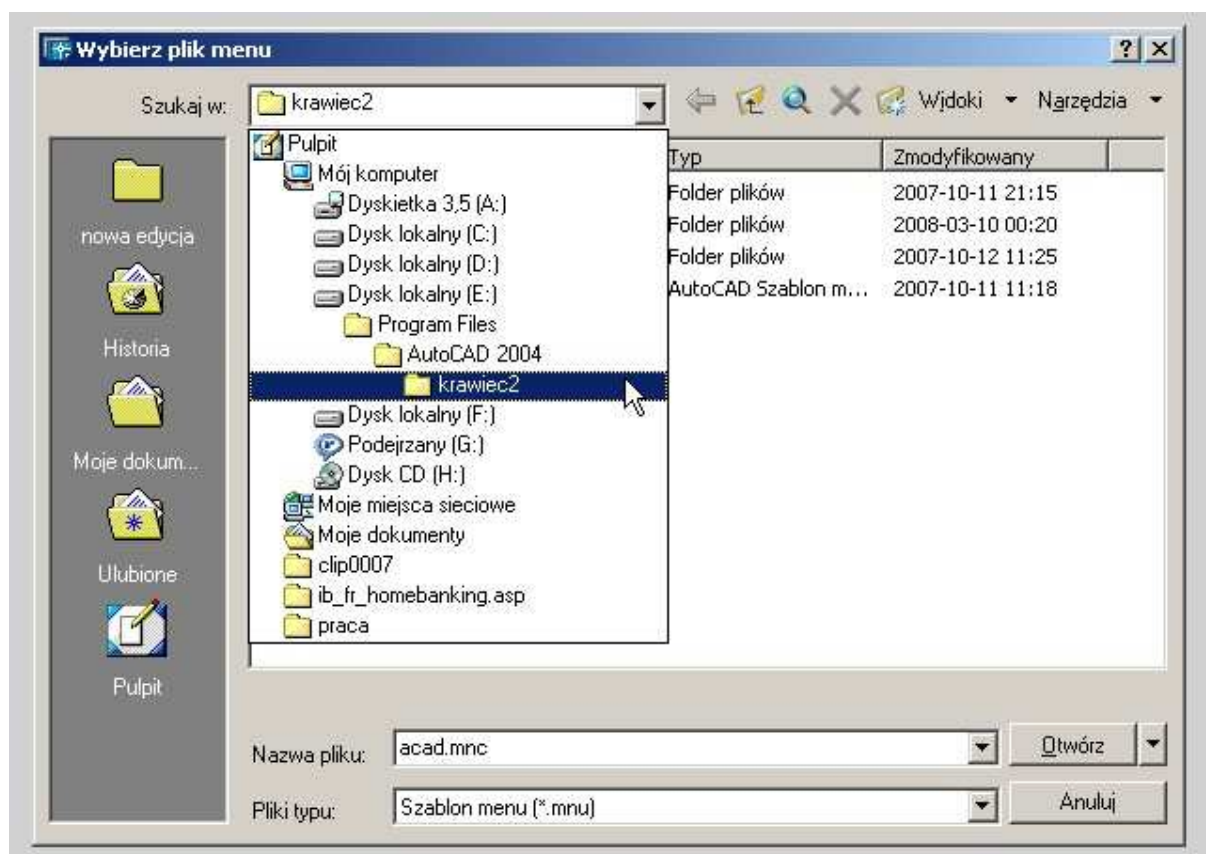 Wybierz plik menu
Szukaj w: krawiec2 Widoki Narzędzia
Pulpit
Mój komputer
Dyskietka 3,5 (A:)
Dysk lokalny (C:)
Dysk lokalny (D:)
Dysk lokalny (E:)
Program Files
AutoCAD 2004
krawiec2
Dysk lokalny (F:)
Podejrzany (G:)
Dysk CD (H:)
Moje miejsca sieciowe
Moje dokumenty
clip0007
ib_fr_homebanking.asp
praca
Typ Zmodyfikowany
Folder plików 2007-10-11 21:15
Folder plików 2008-03-10 00:20
Folder plików 2007-10-12 11:25
AutoCAD Szablon m... 2007-10-11 11:18
nowa edycja
Historia
Moje dokum...
Ulubione
Pulpit
Nazwa pliku: acad.mnc Otwórz
Pliki typu: Szablon menu (*.mnu) Anuluj